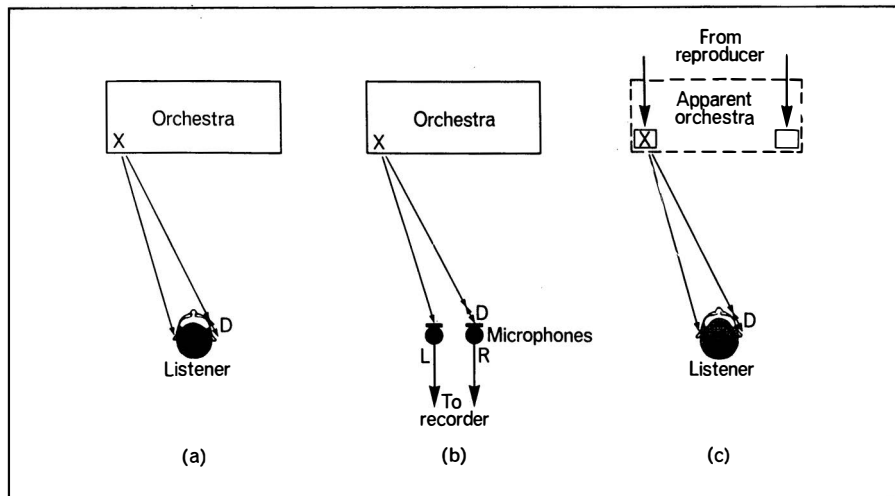 Orchestra
X
D
Listener
(a)
Orchestra
X
D
Microphones
L
R
To
recorder
(b)
From
reproducer
Apparent
orchestra
X
D
Listener
(c)